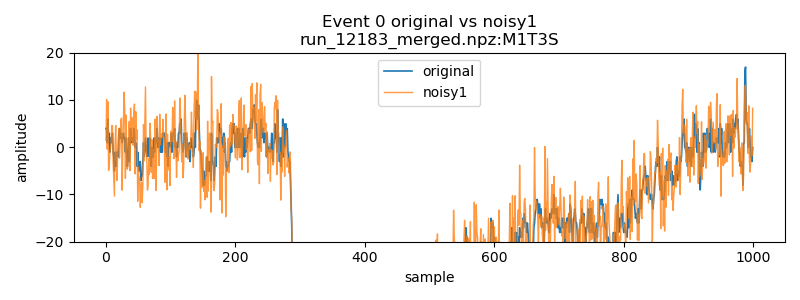 Event 0 original vs noisy1
run_12183_merged.npz:M1T3S
original
noisy1
amplitude
20
10
0
−10
−20
0
200
400
600
800
1000
sample